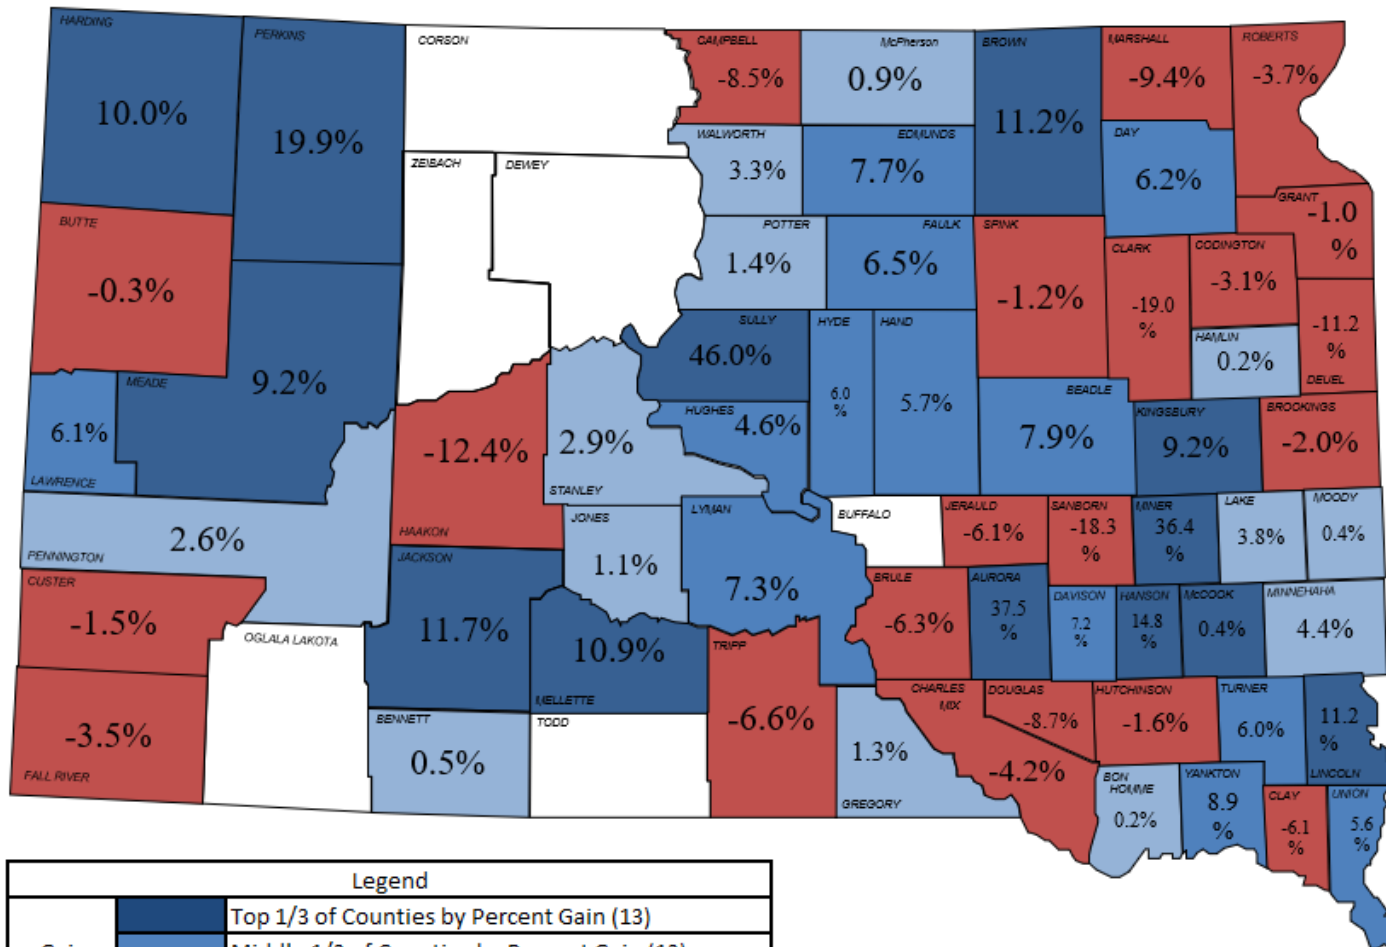 HARDING
10.0%
PERKINS
19.9%
CORSON
CAMPBELL
-8.5%
McPherson
0.9%
BROWN
11.2%
MARSHALL
-9.4%
ROBERTS
-3.7%
WALWORTH
3.3%
EDMUNDS
7.7%
DAY
6.2%
ZEIBACH
DEWEY
BUTTE
-0.3%
GRANT
-1.0
%
POTTER
1.4%
FAULK
6.5%
SPINK
-1.2%
CLARK
-19.0
%
CODINGTON
-3.1%
HAMLIN
0.2%
-11.2
%
DEUEL
SULLY
46.0%
HYDE
6.0
%
HAND
5.7%
MEADE
9.2%
6.1%
LAWRENCE
HUGHES
4.6%
BEADLE
7.9%
KINGSBURY
9.2%
BROOKINGS
-2.0%
-12.4%
HAAKON
2.9%
STANLEY
PENNINGTON
2.6%
JONES
1.1%
LYMAN
7.3%
BUFFALO
JERAULD
-6.1%
SANBORN
-18.3
%
MINER
36.4
%
LAKE
3.8%
MOODY
0.4%
CUSTER
-1.5%
JACKSON
11.7%
10.9%
MELLETTE
OGLALA LAKOTA
TRIPP
-6.6%
BRULE
-6.3%
AURORA
37.5
%
DAVISON
7.2
%
HANSON
14.8
%
McCOOK
0.4%
MINNEHAHA
4.4%
-3.5%
FALL RIVER
BENNETT
0.5%
TODD
1.3%
GREGORY
CHARLES
MIX
-4.2%
DOUGLAS
-8.7%
HUTCHINSON
-1.6%
TURNER
6.0%
11.2
%
LINCOLN
BON
HOMME
0.2%
YANKTON
8.9
%
CLAY
-6.1
%
UNION
5.6
%
Legend
Top 1/3 of Counties by Percent Gain (13)